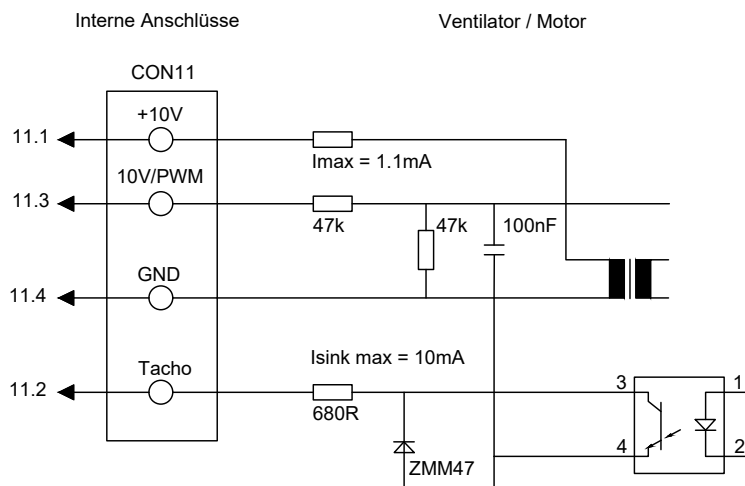 Interne Anschlüsse
Ventilator / Motor
CON11
+10V
11.1
Imax = 1.1mA
10V/PWM
11.3
47k
47k
100nF
GND
11.4
Isink max = 10mA
Tacho
11.2
680R
3
1
4
2
ZMM47